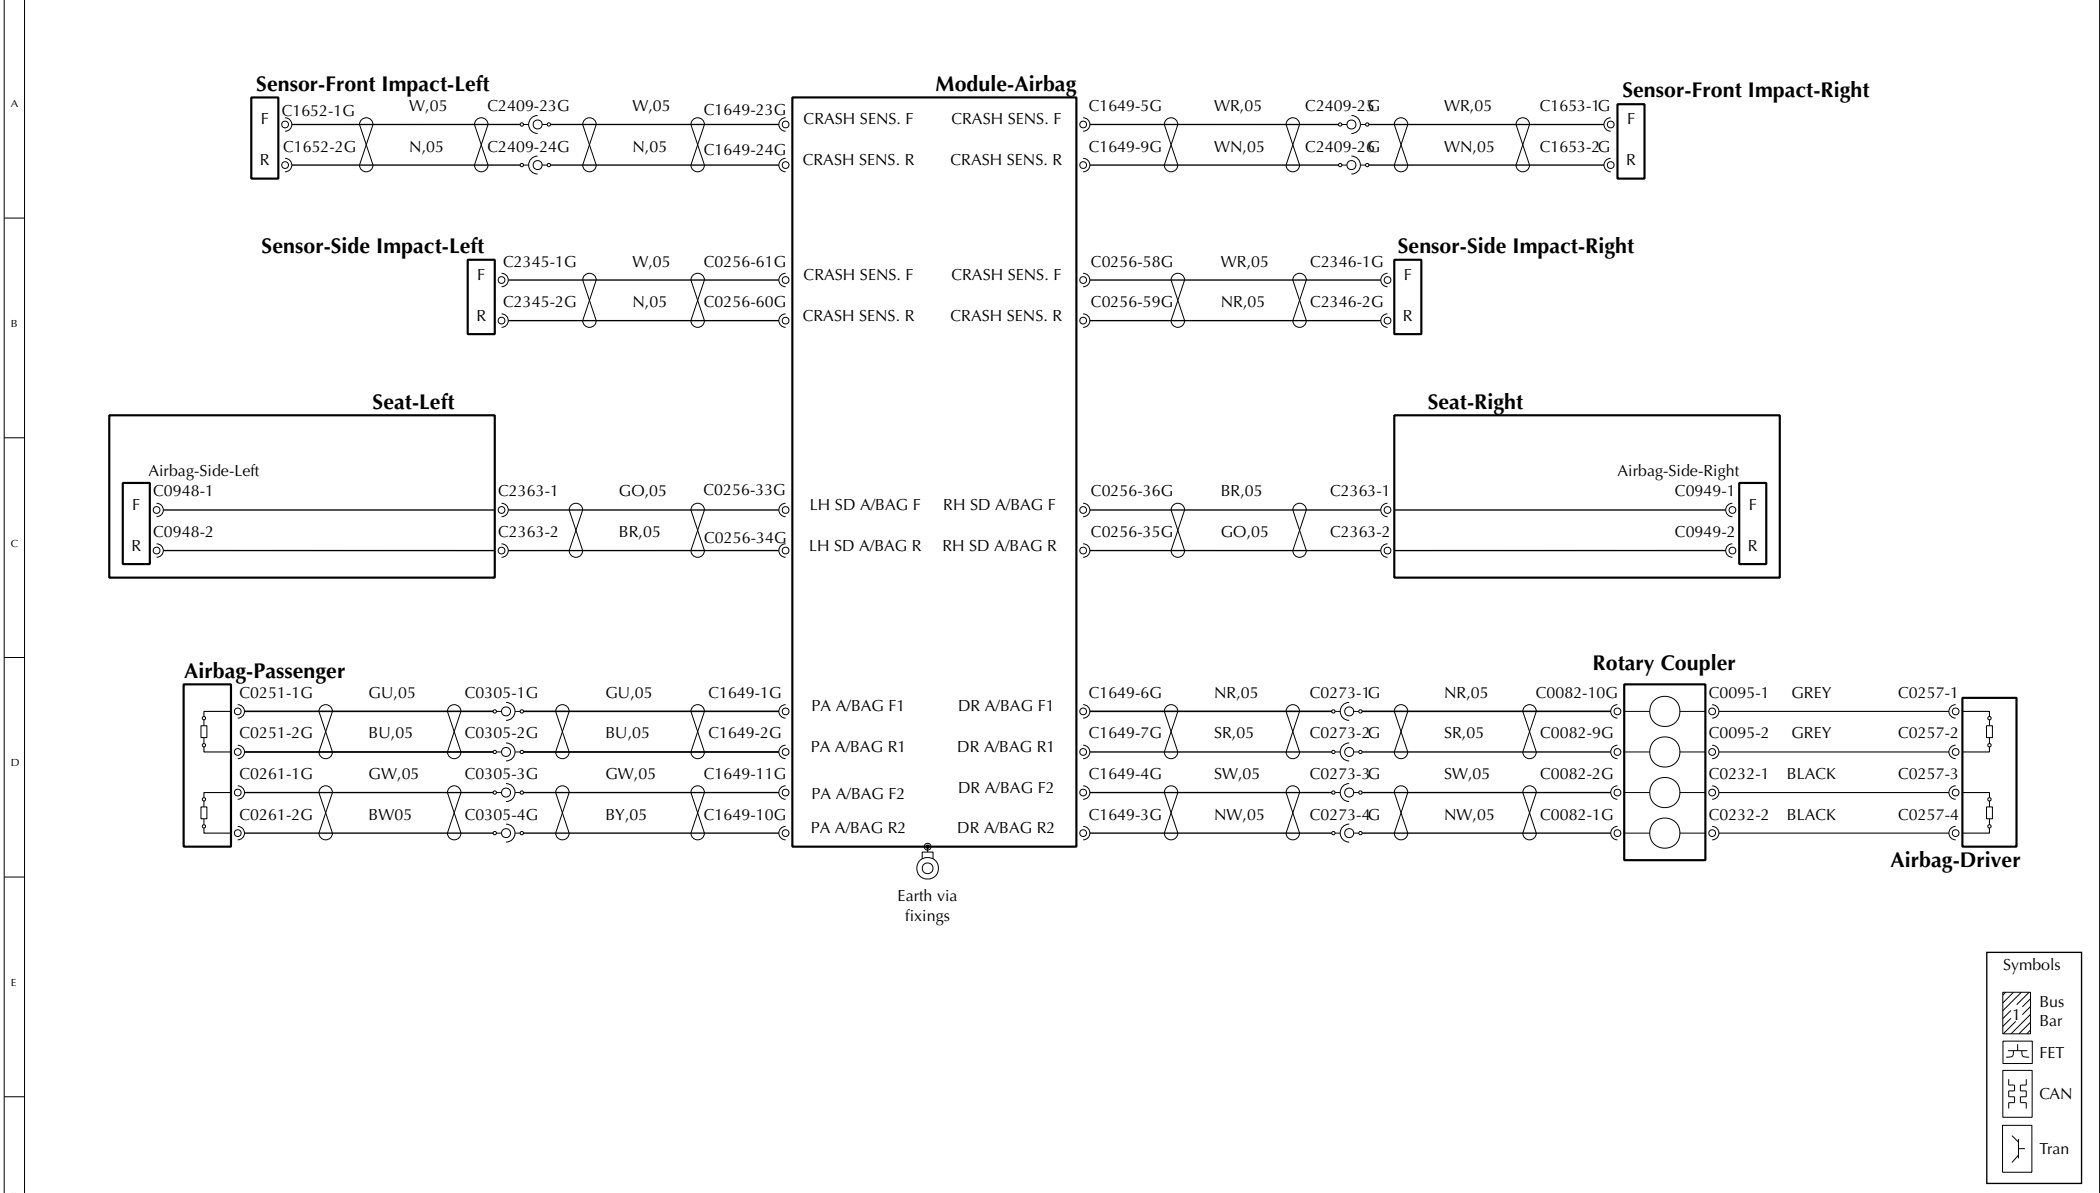 A
B
C
D
E
Sensor-Front Impact-Left
Module-Airbag
Sensor-Front Impact-Right
F C1652-1G W,05 C2409-23G W,05 C1649-23G CRASH SENS. F CRASH SENS. F C1649-5G WR,05 C2409-25G WR,05 C1653-1G F
R C1652-2G N,05 C2409-24G N,05 C1649-24G CRASH SENS. R CRASH SENS. R C1649-9G WN,05 C2409-26G WN,05 C1653-2G R
Sensor-Side Impact-Left
Sensor-Side Impact-Right
F C2345-1G W,05 C0256-61G CRASH SENS. F CRASH SENS. F C0256-58G WR,05 C2346-1G F
R C2345-2G N,05 C0256-60G CRASH SENS. R CRASH SENS. R C0256-59G NR,05 C2346-2G R
Seat-Left
Seat-Right
Airbag-Side-Left
Airbag-Side-Right
F C0948-1 C2363-1 GO,05 C0256-33G LH SD A/BAG F RH SD A/BAG F C0256-36G BR,05 C2363-1 C0949-1 F
R C0948-2 C2363-2 BR,05 C0256-34G LH SD A/BAG R RH SD A/BAG R C0256-35G GO,05 C2363-2 C0949-2 R
Airbag-Passenger
Rotary Coupler
C0251-1G GU,05 C0305-1G GU,05 C1649-1G PA A/BAG F1 DR A/BAG F1 C1649-6G NR,05 C0273-1G NR,05 C0082-10G C0095-1 GREY C0257-1
C0251-2G BU,05 C0305-2G BU,05 C1649-2G PA A/BAG R1 DR A/BAG R1 C1649-7G SR,05 C0273-2G SR,05 C0082-9G C0095-2 GREY C0257-2
C0261-1G GW,05 C0305-3G GW,05 C1649-11G PA A/BAG F2 DR A/BAG F2 C1649-4G SW,05 C0273-3G SW,05 C0082-2G C0232-1 BLACK C0257-3
C0261-2G BW05 C0305-4G BY,05 C1649-10G PA A/BAG R2 DR A/BAG R2 C1649-3G NW,05 C0273-4G NW,05 C0082-1G C0232-2 BLACK C0257-4
Airbag-Driver
Earth via
fixings
Symbols
1 Bus
Bar
FET
CAN
Tran